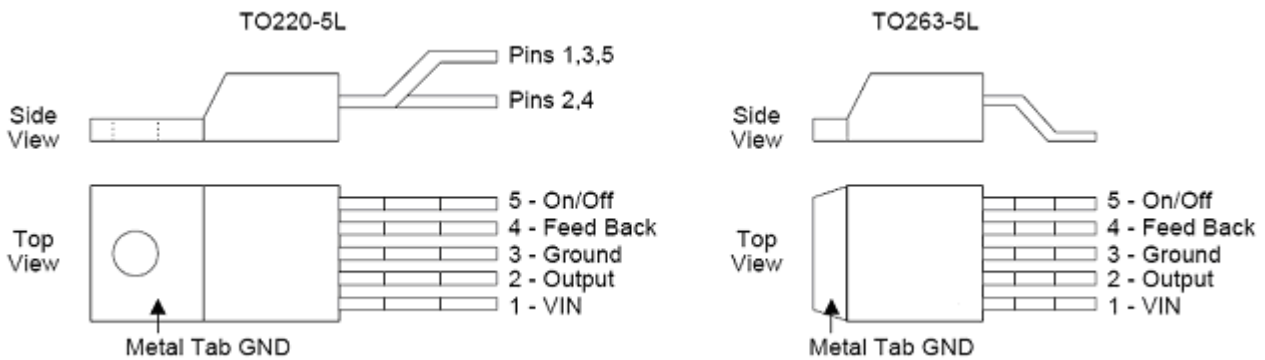 TO220-5L
Pins 1,3,5
Pins 2,4
Side
View
5 - On/Off
4 - Feed Back
3 - Ground
2 - Output
1 - VIN
Top
View
Metal Tab GND
TO263-5L
Side
View
5 - On/Off
4 - Feed Back
3 - Ground
2 - Output
1 - VIN
Top
View
Metal Tab GND